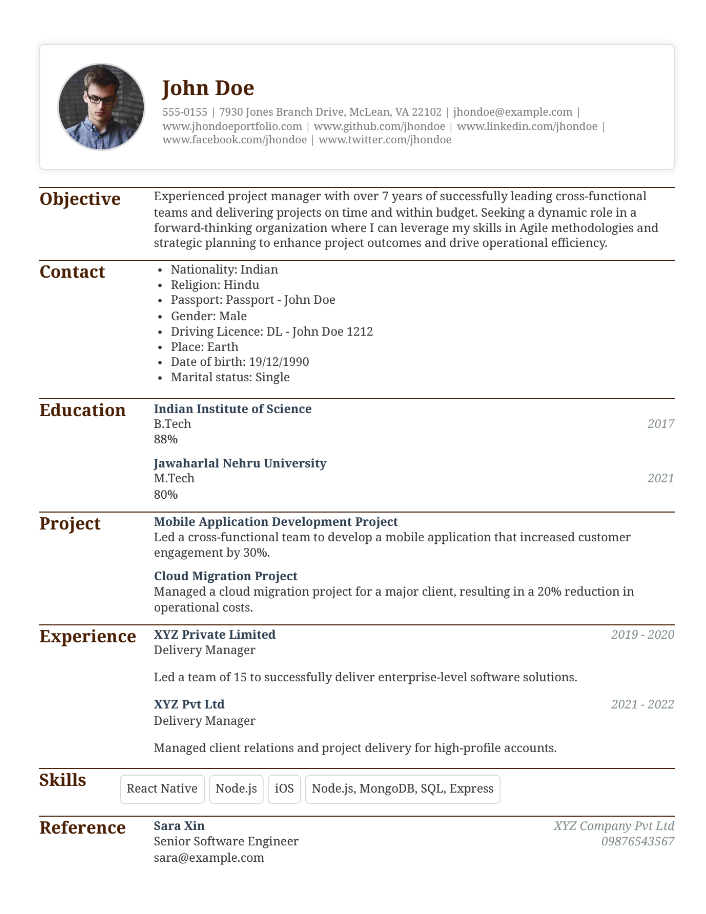 John Doe
555-0155 | 7930 Jones Branch Drive, McLean, VA 22102 | jhondoe@example.com |
www.jhondoeportfolio.com | www.github.com/jhondoe | www.linkedin.com/jhondoe |
www.facebook.com/jhondoe | www.twitter.com/jhondoe
Objective
Experienced project manager with over 7 years of successfully leading cross-functional
teams and delivering projects on time and within budget. Seeking a dynamic role in a
forward-thinking organization where I can leverage my skills in Agile methodologies and
strategic planning to enhance project outcomes and drive operational efficiency.
Contact
• Nationality: Indian
• Religion: Hindu
• Passport: Passport - John Doe
• Gender: Male
• Driving Licence: DL - John Doe 1212
• Place: Earth
• Date of birth: 19/12/1990
• Marital status: Single
Education
Indian Institute of Science
B.Tech 2017
88%
Jawaharlal Nehru University
M.Tech 2021
80%
Project
Mobile Application Development Project
Led a cross-functional team to develop a mobile application that increased customer
engagement by 30%.
Cloud Migration Project
Managed a cloud migration project for a major client, resulting in a 20% reduction in
operational costs.
Experience
XYZ Private Limited 2019 - 2020
Delivery Manager
Led a team of 15 to successfully deliver enterprise-level software solutions.
XYZ Pvt Ltd 2021 - 2022
Delivery Manager
Managed client relations and project delivery for high-profile accounts.
Skills
React Native Node.js iOS Node.js, MongoDB, SQL, Express
Reference
Sara Xin XYZ Company Pvt Ltd
Senior Software Engineer 09876543567
sara@example.com